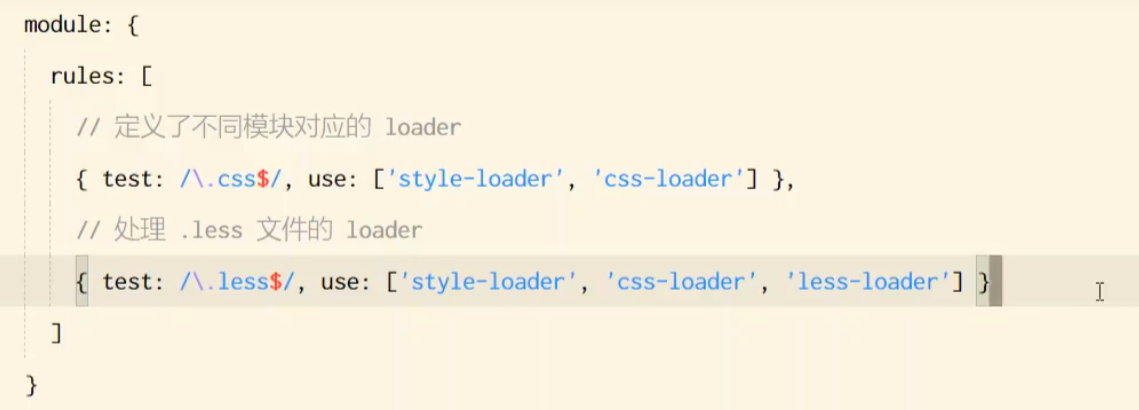 module: {
rules: [
// 定义了不同模块对应的 loader
{ test: /\.css$/, use: ['style-loader', 'css-loader'] },
// 处理 .less 文件的 loader
{ test: /\.less$/, use: ['style-loader', 'css-loader', 'less-loader'] }
]
}